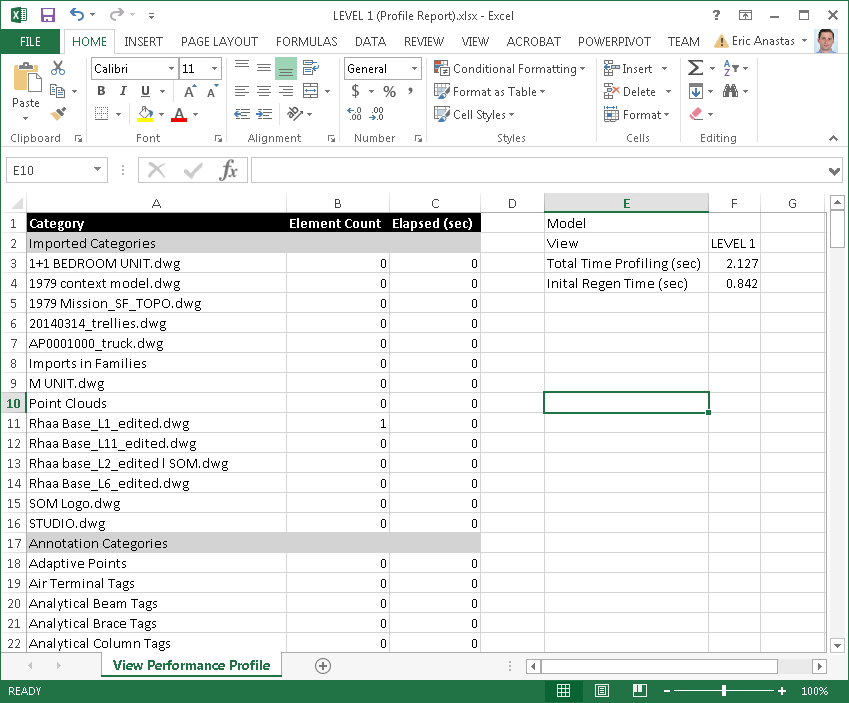 LEVEL 1 (Profile Report).xlsx - Excel
FILE HOME INSERT PAGE LAYOUT FORMULAS DATA REVIEW VIEW ACROBAT POWERPIVOT TEAM Eric Anastas
Calibri 11 General Conditional Formatting Insert
Paste B I U $ % , Format as Table Delete
Cell Styles Format
Clipboard Font Alignment Number Styles Cells Editing
E10 fx
A B C D E F G
1 Category Element Count Elapsed (sec) Model
2 Imported Categories View LEVEL 1
3 1+1 BEDROOM UNIT.dwg 0 0 Total Time Profiling (sec) 2.127
4 1979 context model.dwg 0 0 Inital Regen Time (sec) 0.842
5 1979 Mission_SF_TOPO.dwg 0 0
6 20140314_trellies.dwg 0 0
7 AP0001000_truck.dwg 0 0
8 Imports in Families 0 0
9 M UNIT.dwg 0 0
10 Point Clouds 0 0
11 Rhaa Base_L1_edited.dwg 1 0
12 Rhaa Base_L11_edited.dwg 0 0
13 Rhaa base_L2_edited l SOM.dwg 0 0
14 Rhaa Base_L6_edited.dwg 0 0
15 SOM Logo.dwg 0 0
16 STUDIO.dwg 0 0
17 Annotation Categories
18 Adaptive Points 0 0
19 Air Terminal Tags 0 0
20 Analytical Beam Tags 0 0
21 Analytical Brace Tags 0 0
22 Analytical Column Tags 0 0
View Performance Profile
READY 100%